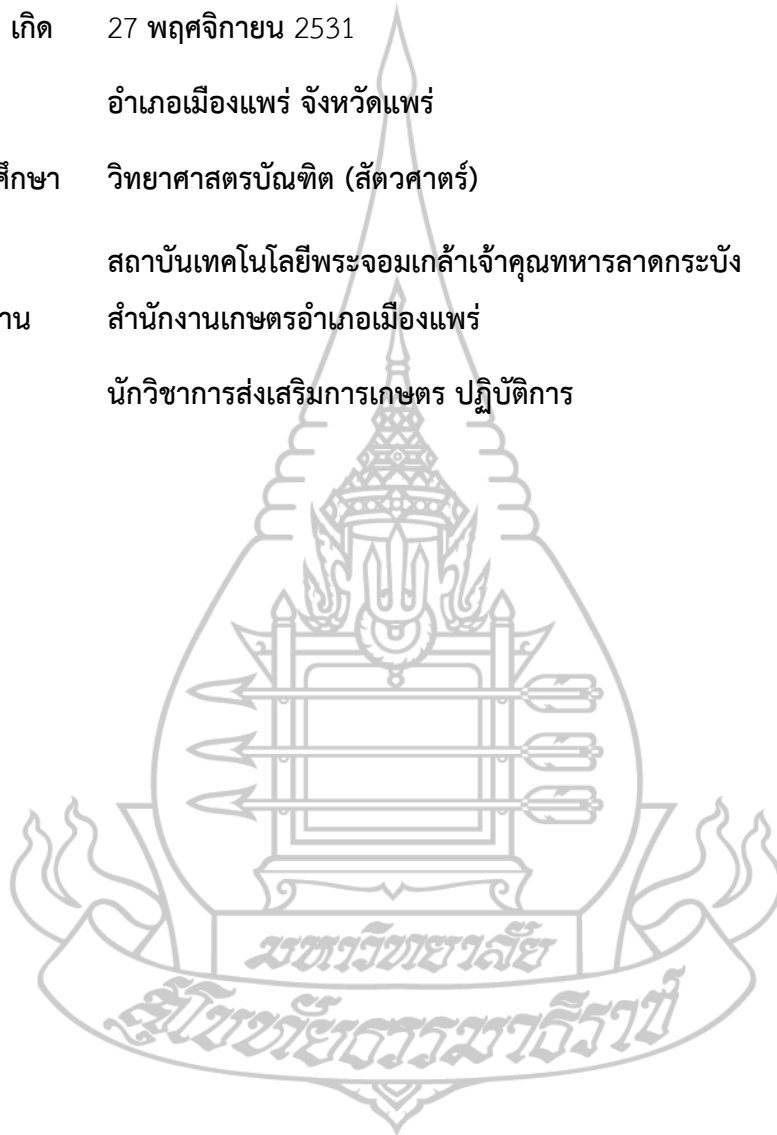 เกิด 27 พฤศจิกายน 2531
อำเภอเมืองแพร่ จังหวัดแพร่
ศึกษา วิทยาศาสตรบัณฑิต (สัตวศาตร์)
สถาบันเทคโนโลยีพระจอมเกล้าเจ้าคุณทหารลาดกระบัง
าน สำนักงานเกษตรอำเภอเมืองแพร่
นักวิชาการส่งเสริมการเกษตร ปฏิบัติการ
มหาวิทยาลัย
สุโขทัยธรรมาธิราช